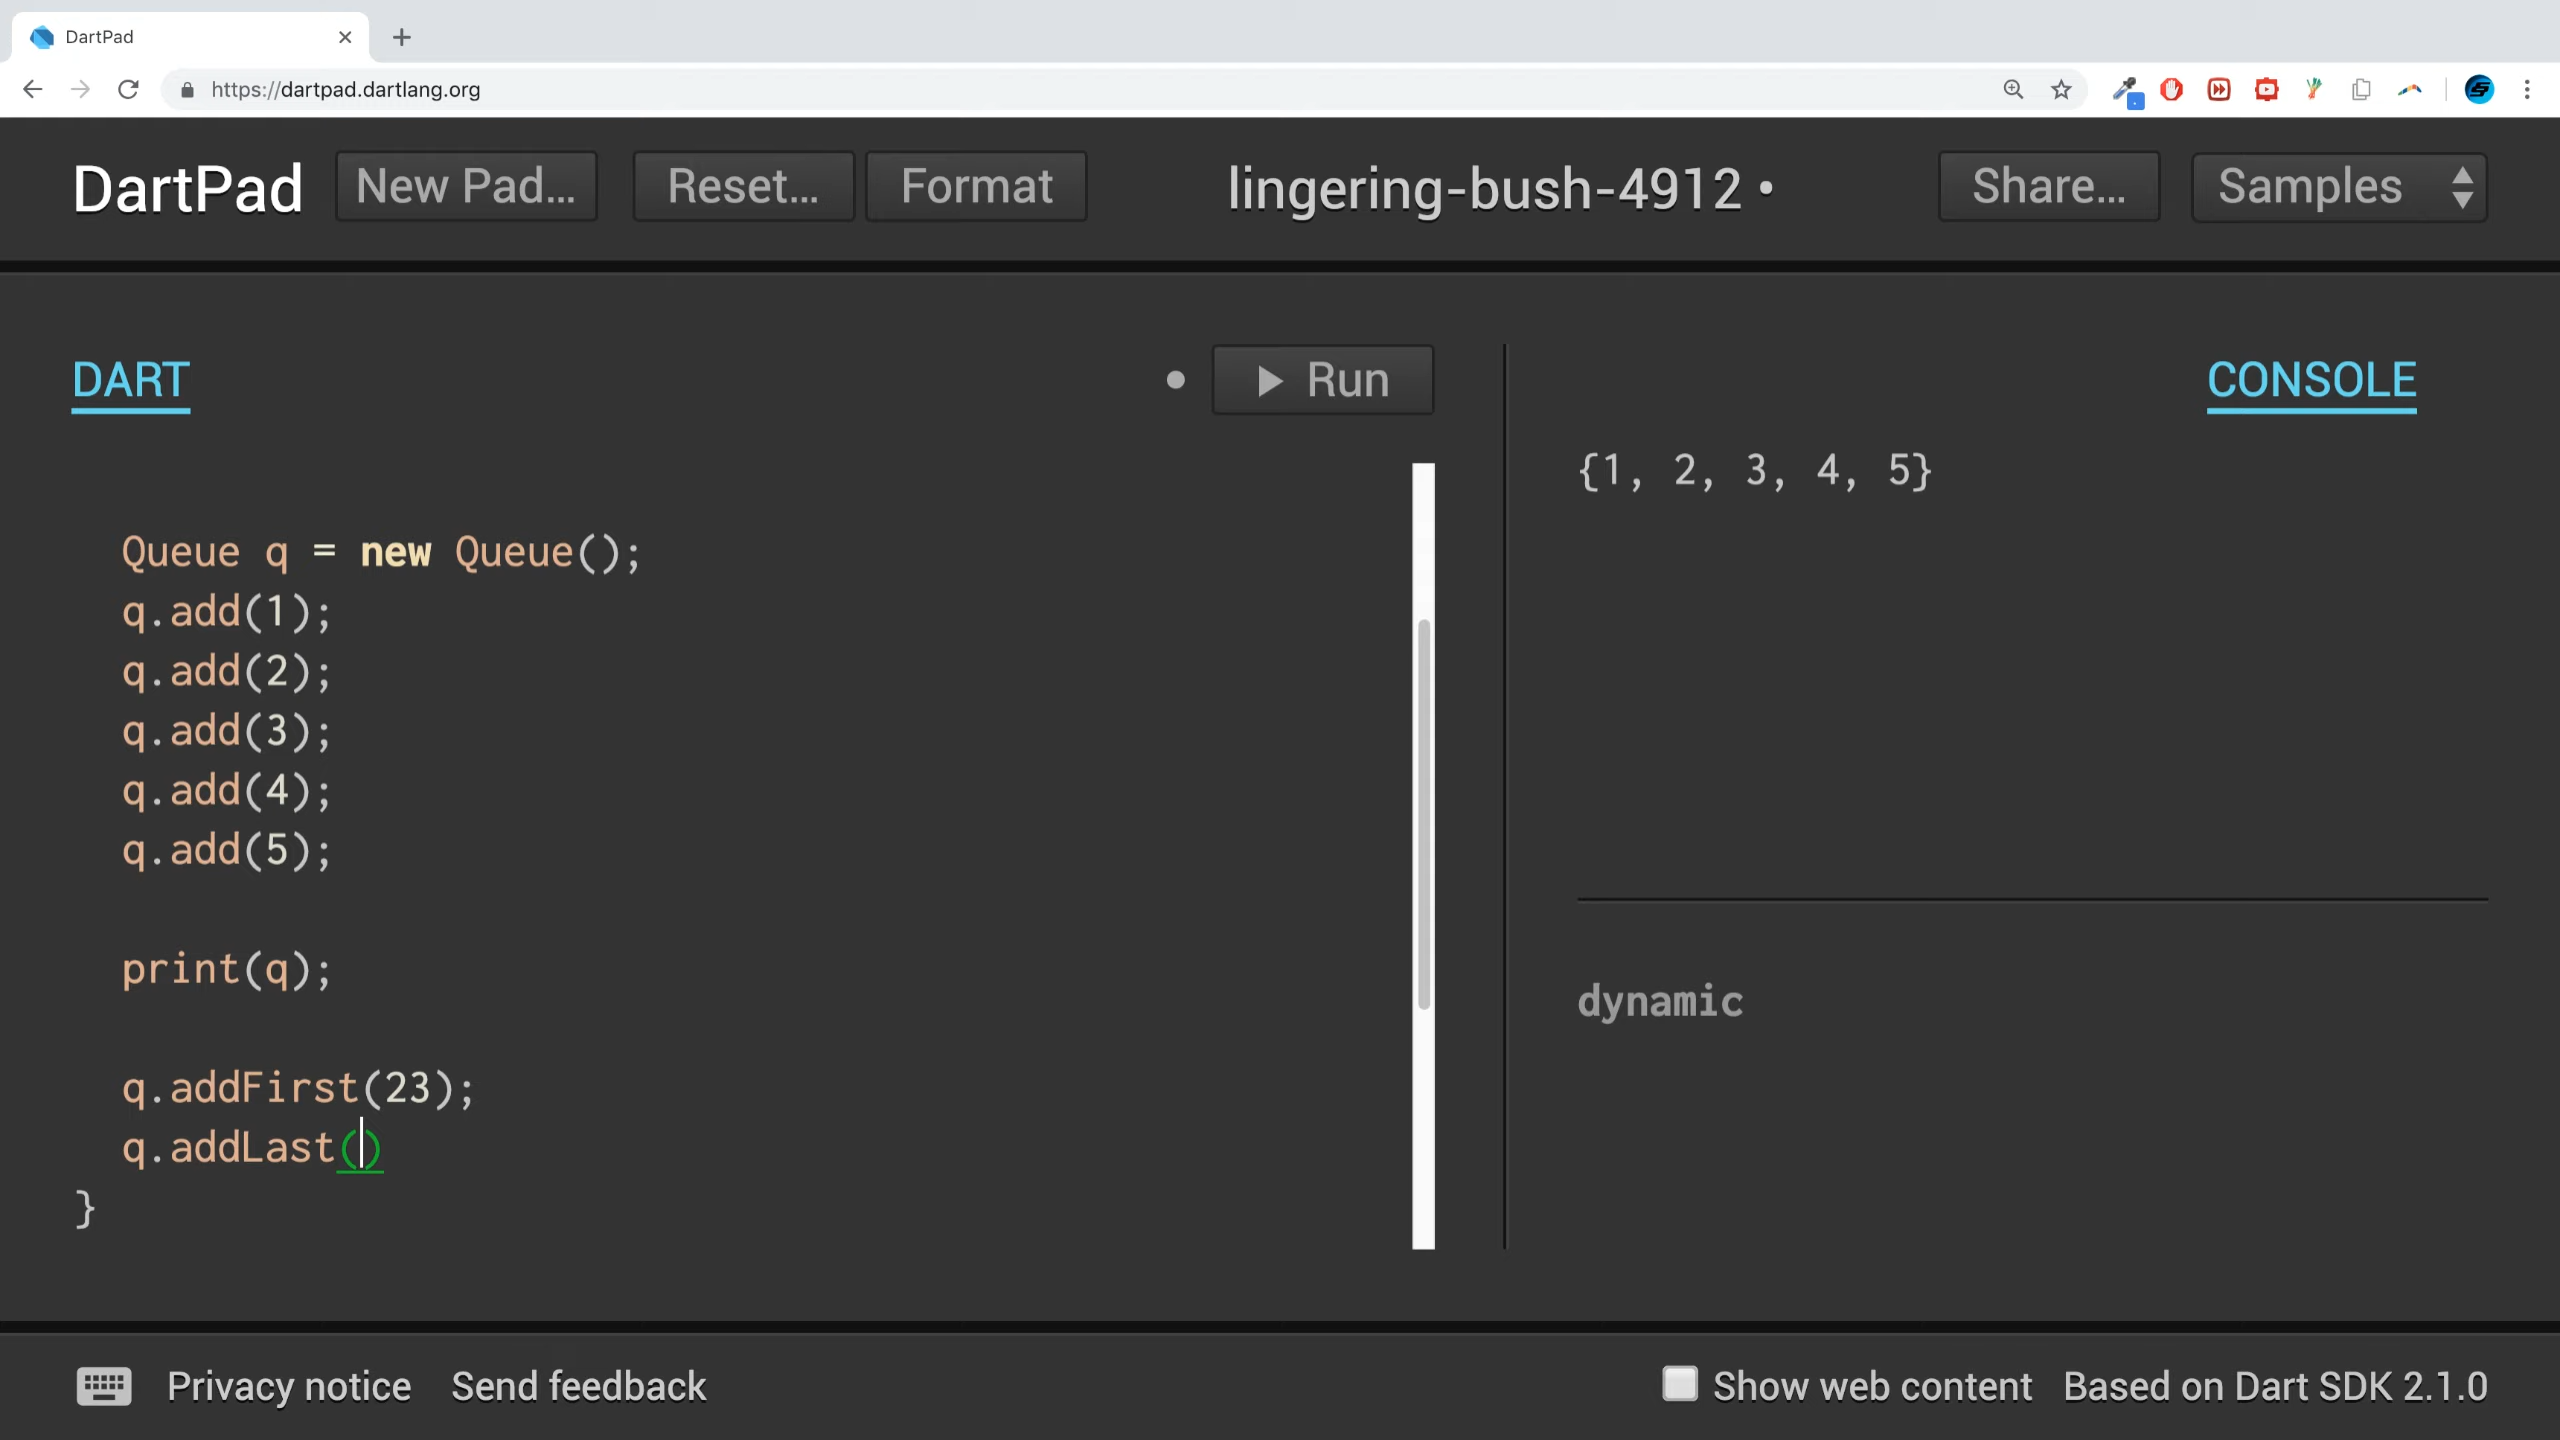 DartPad
https://dartpad.dartlang.org
DartPad
New Pad...
Reset...
Format
lingering-bush-4912 •
Share...
Samples
DART
Run
CONSOLE
Queue q = new Queue();
q.add(1);
q.add(2);
q.add(3);
q.add(4);
q.add(5);
print(q);
q.addFirst(23);
q.addLast()
}
{1, 2, 3, 4, 5}
dynamic
Privacy notice
Send feedback
Show web content
Based on Dart SDK 2.1.0